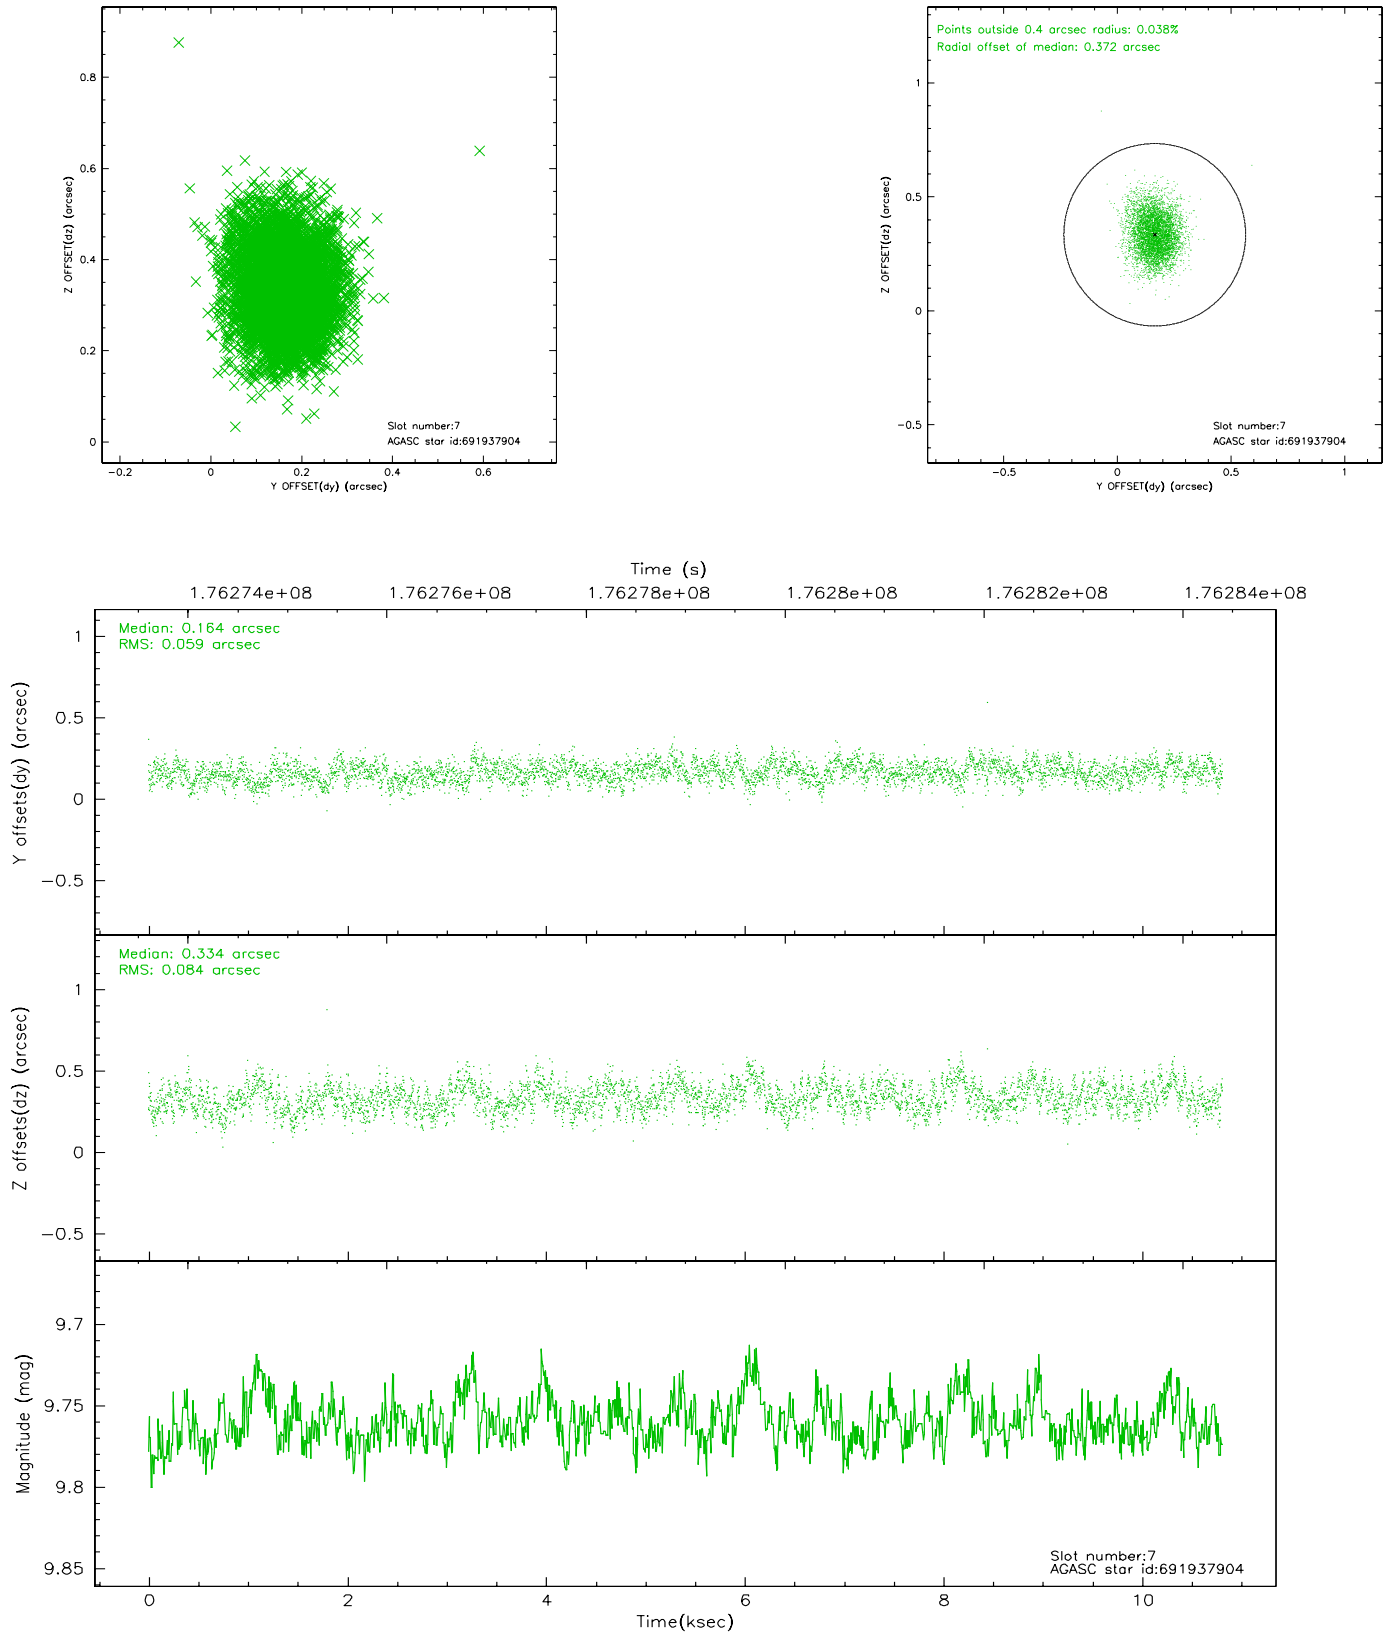 0.8
0.6
0.4
0.2
0
Z OFFSET(dz) (arcsec)
Slot number:7
AGASC star id:691937904
−0.2 0 0.2 0.4 0.6
Y OFFSET(dy) (arcsec)
Points outside 0.4 arcsec radius: 0.038%
Radial offset of median: 0.372 arcsec
1
0.5
0
−0.5
Z OFFSET(dz) (arcsec)
Slot number:7
AGASC star id:691937904
−0.5 0 0.5 1
Y OFFSET(dy) (arcsec)
Time (s)
1.76274e+08 1.76276e+08 1.76278e+08 1.7628e+08 1.76282e+08 1.76284e+08
Median: 0.164 arcsec
RMS: 0.059 arcsec
1
0.5
0
−0.5
Y offsets(dy) (arcsec)
Median: 0.334 arcsec
RMS: 0.084 arcsec
1
0.5
0
−0.5
Z offsets(dz) (arcsec)
9.7
9.75
9.8
9.85
Magnitude (mag)
Slot number:7
AGASC star id:691937904
0 2 4 6 8 10
Time(ksec)